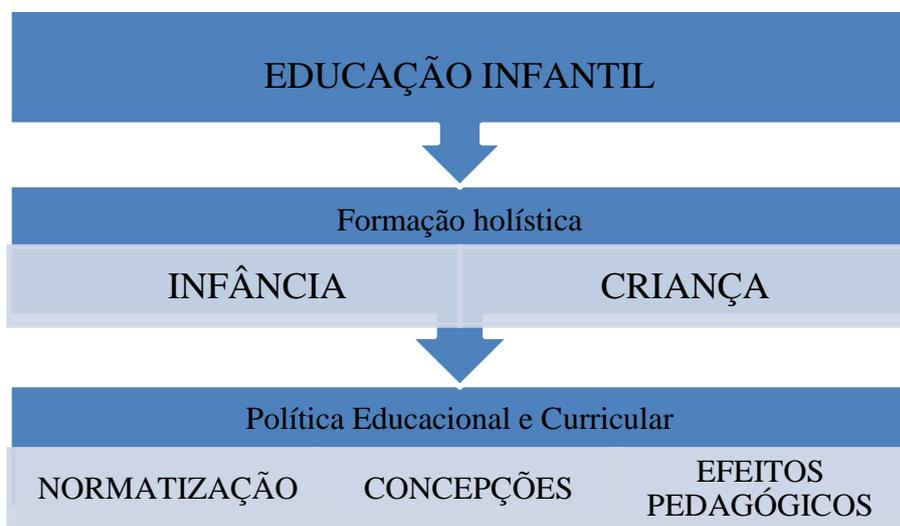 EDUCAÇÃO INFANTIL
Formação holística
INFÂNCIA
CRIANÇA
Política Educacional e Curricular
NORMATIZAÇÃO
CONCEPÇÕES
EFEITOS
PEDAGÓGICOS